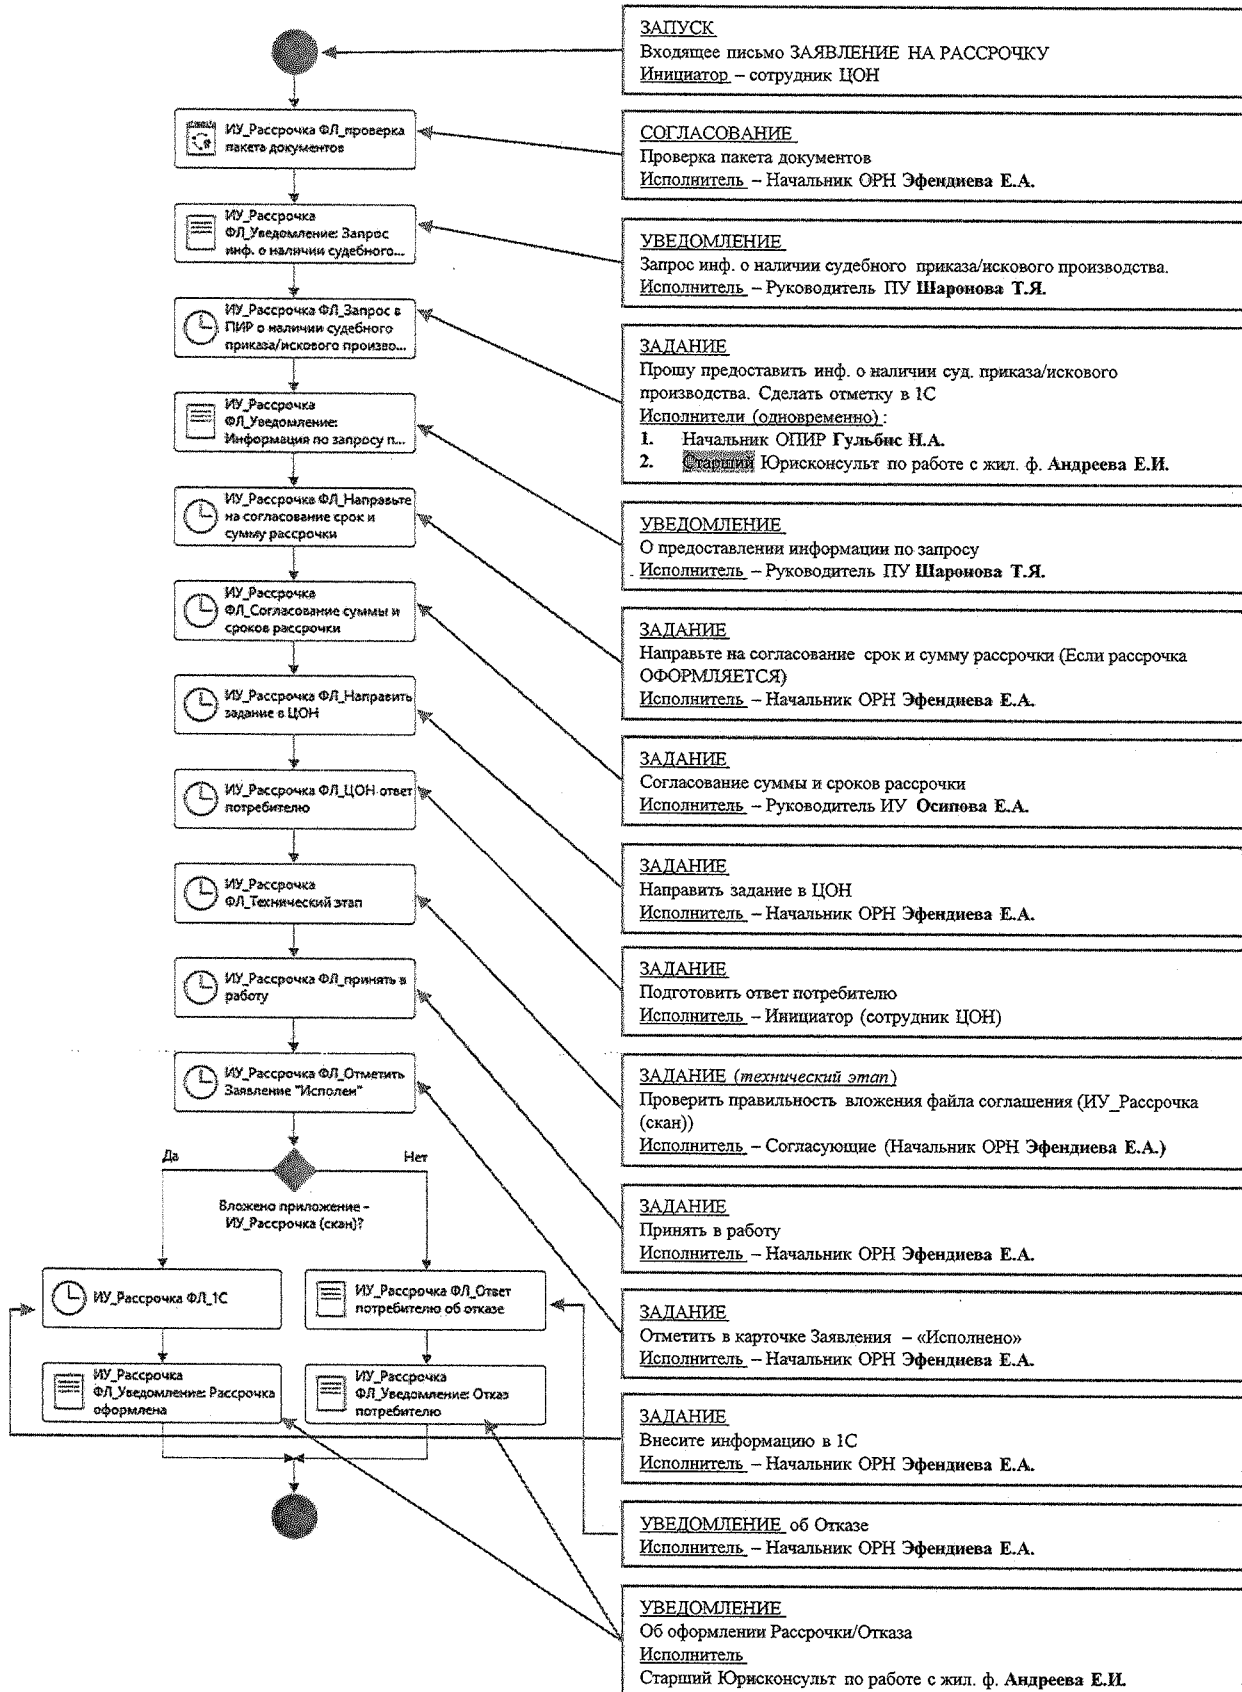 ЗАПУСК
Входящее письмо ЗАЯВЛЕНИЕ НА РАССРОЧКУ
Инициатор – сотрудник ЦОН
ИУ_Рассрочка ФЛ_проверка
пакета документов
СОГЛАСОВАНИЕ
Проверка пакета документов
Исполнитель – Начальник ОРН Эфендиева Е.А.
ИУ_Рассрочка
ФЛ_Уведомление: Запрос
инф. о наличии судебного...
УВЕДОМЛЕНИЕ
Запрос инф. о наличии судебного приказа/искового производства.
Исполнитель – Руководитель ПУ Шаронова Т.Я.
ИУ_Рассрочка ФЛ_Запрос в
ПИР о наличии судебного
приказа/искового произво...
ЗАДАНИЕ
Прошу предоставить инф. о наличии суд. приказа/искового
производства. Сделать отметку в 1С
Исполнители (одновременно):
1. Начальник ОПИР Гульбис Н.А.
2. Старший Юрисконсульт по работе с жил. ф. Андреева Е.И.
ИУ_Рассрочка
ФЛ_Уведомление:
Информация по запросу п...
УВЕДОМЛЕНИЕ
О предоставлении информации по запросу
Исполнитель – Руководитель ПУ Шаронова Т.Я.
ИУ_Рассрочка ФЛ_Направьте
на согласование срок и
сумму рассрочки
ЗАДАНИЕ
Направьте на согласование срок и сумму рассрочки (Если рассрочка
ОФОРМЛЯЕТСЯ)
Исполнитель – Начальник ОРН Эфендиева Е.А.
ИУ_Рассрочка
ФЛ_Согласование суммы и
сроков рассрочки
ЗАДАНИЕ
Согласование суммы и сроков рассрочки
Исполнитель – Руководитель ИУ Осипова Е.А.
ИУ_Рассрочка ФЛ_Направить
задание в ЦОН
ЗАДАНИЕ
Направить задание в ЦОН
Исполнитель – Начальник ОРН Эфендиева Е.А.
ИУ_Рассрочка ФЛ_ЦОН ответ
потребителю
ЗАДАНИЕ
Подготовить ответ потребителю
Исполнитель – Инициатор (сотрудник ЦОН)
ИУ_Рассрочка
ФЛ_Технический этап
ЗАДАНИЕ (технический этап)
Проверить правильность вложения файла соглашения (ИУ_Рассрочка
(скан))
Исполнитель – Согласующие (Начальник ОРН Эфендиева Е.А.)
ИУ_Рассрочка ФЛ_принять в
работу
ЗАДАНИЕ
Принять в работу
Исполнитель – Начальник ОРН Эфендиева Е.А.
ИУ_Рассрочка ФЛ_Отметить
Заявление "Исполен"
ЗАДАНИЕ
Отметить в карточке Заявления – «Исполнено»
Исполнитель – Начальник ОРН Эфендиева Е.А.
Да
Нет
Вложено приложение –
ИУ_Рассрочка (скан)?
ИУ_Рассрочка ФЛ_1С
ИУ_Рассрочка ФЛ_Ответ
потребителю об отказе
ИУ_Рассрочка
ФЛ_Уведомление: Рассрочка
оформлена
ИУ_Рассрочка
ФЛ_Уведомление: Отказ
потребителю
ЗАДАНИЕ
Внесите информацию в 1С
Исполнитель – Начальник ОРН Эфендиева Е.А.
УВЕДОМЛЕНИЕ об Отказе
Исполнитель – Начальник ОРН Эфендиева Е.А.
УВЕДОМЛЕНИЕ
Об оформлении Рассрочки/Отказа
Исполнитель
Старший Юрисконсульт по работе с жил. ф. Андреева Е.И.